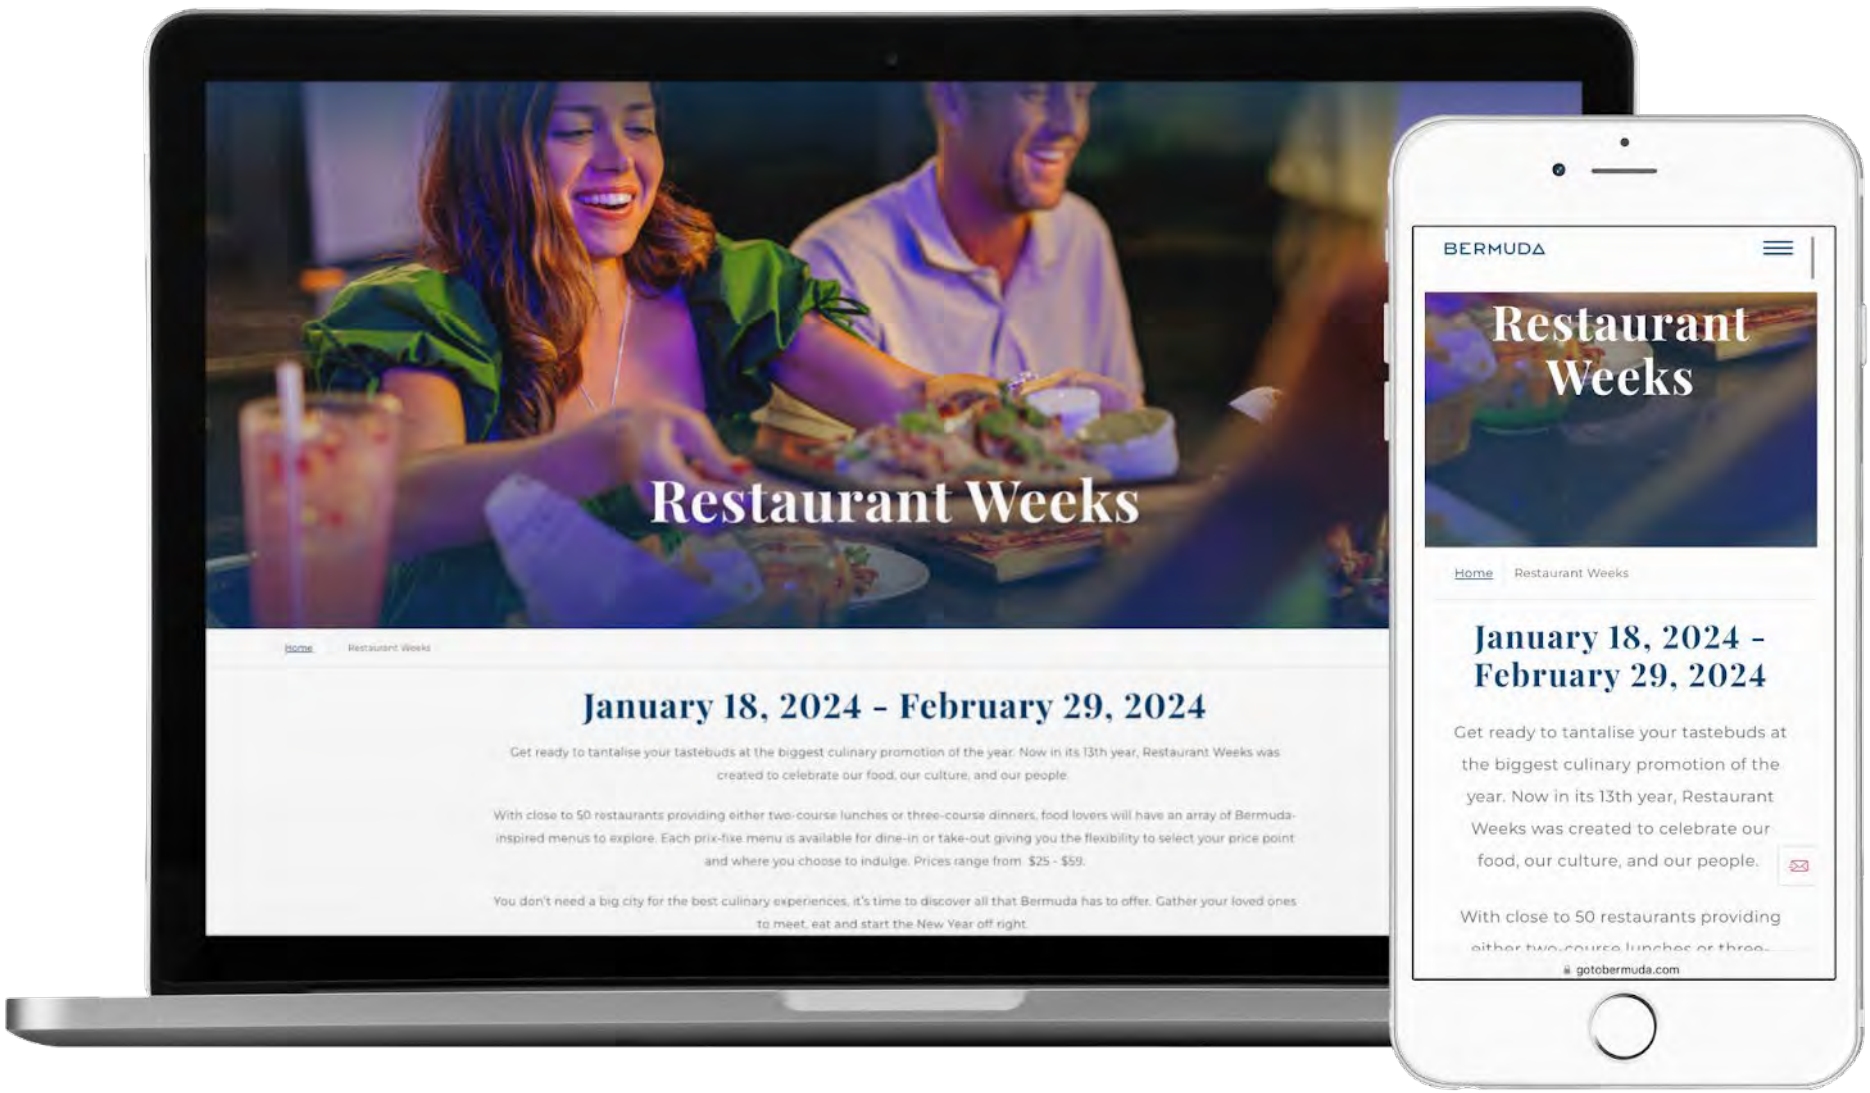 Restaurant Weeks
Home Restaurant Weeks
January 18, 2024 - February 29, 2024
Get ready to tantalise your tastebuds at the biggest culinary promotion of the year. Now in its 13th year, Restaurant Weeks was
created to celebrate our food, our culture, and our people
With close to 50 restaurants providing either two-course lunches or three-course dinners, food lovers will have an array of Bermuda-
inspired menus to explore. Each prix-fixe menu is available for dine-in or take-out giving you the flexibility to select your price point
and where you choose to indulge. Prices range from $25 - $59.
You don't need a big city for the best culinary experiences, it's time to discover all that Bermuda has to offer. Gather your loved ones
to meet, eat and start the New Year off right.
BERMUDA
Restaurant
Weeks
Home Restaurant Weeks
January 18, 2024 -
February 29, 2024
Get ready to tantalise your tastebuds at
the biggest culinary promotion of the
year. Now in its 13th year, Restaurant
Weeks was created to celebrate our
food, our culture, and our people.
With close to 50 restaurants providing
either two-course lunches or three-
gotobermuda.com